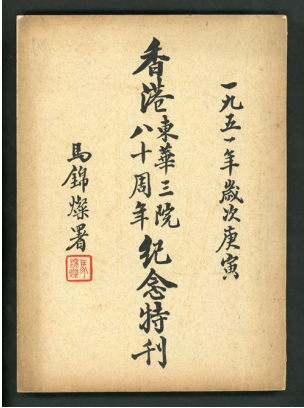 一九五一年歲次庚寅
香港東華三院八十周年紀念特刊
馬錦燦署